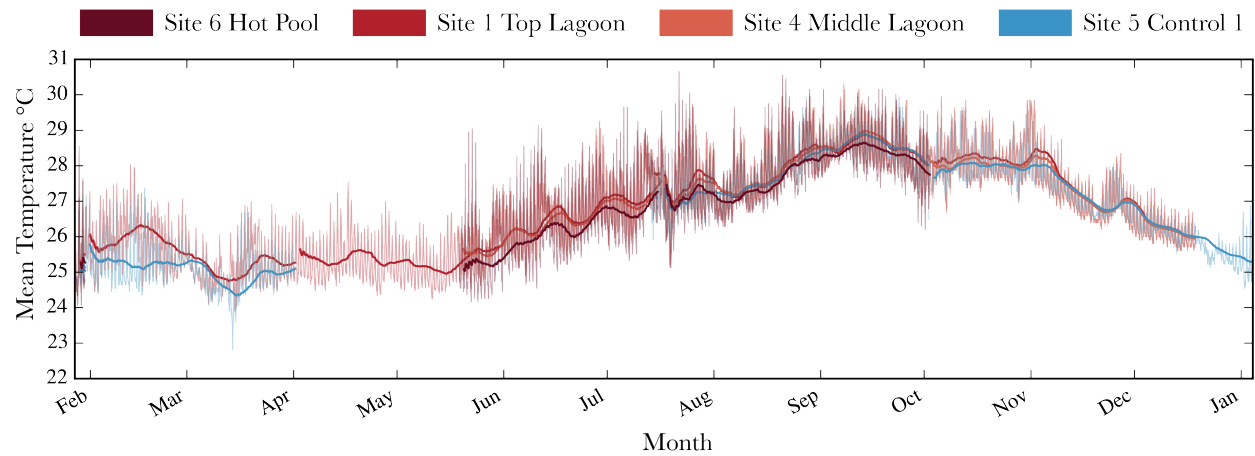 Site 6 Hot Pool Site 1 Top Lagoon Site 4 Middle Lagoon Site 5 Control 1
Mean Temperature °C
31
30
29
28
27
26
25
24
23
22
Feb Mar Apr May Jun Jul Aug Sep Oct Nov Dec Jan
Month